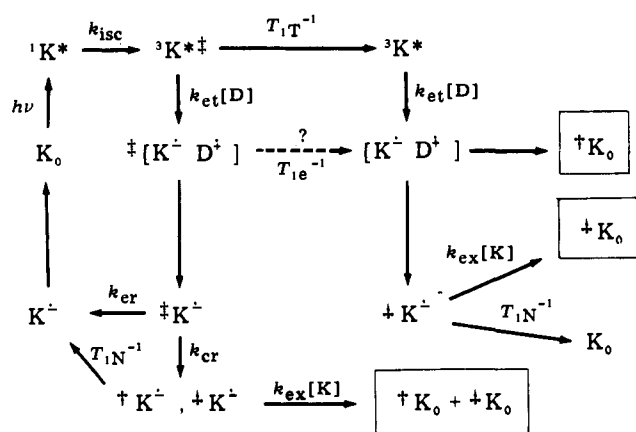 ¹K* k_isc ³K*‡ T₁T⁻¹ ³K*
hν k_et[D] k_et[D]
K₀ ‡[K∸ D⨥ ] ? T₁e⁻¹ [K∸ D⨥ ] †K₀
⸸K₀
k_ex[K]
K∸ k_er ‡K∸ ⸸K∸ T₁N⁻¹
T₁N⁻¹ k_cr K₀
†K∸ , ⸸K∸ k_ex[K] †K₀ + ⸸K₀